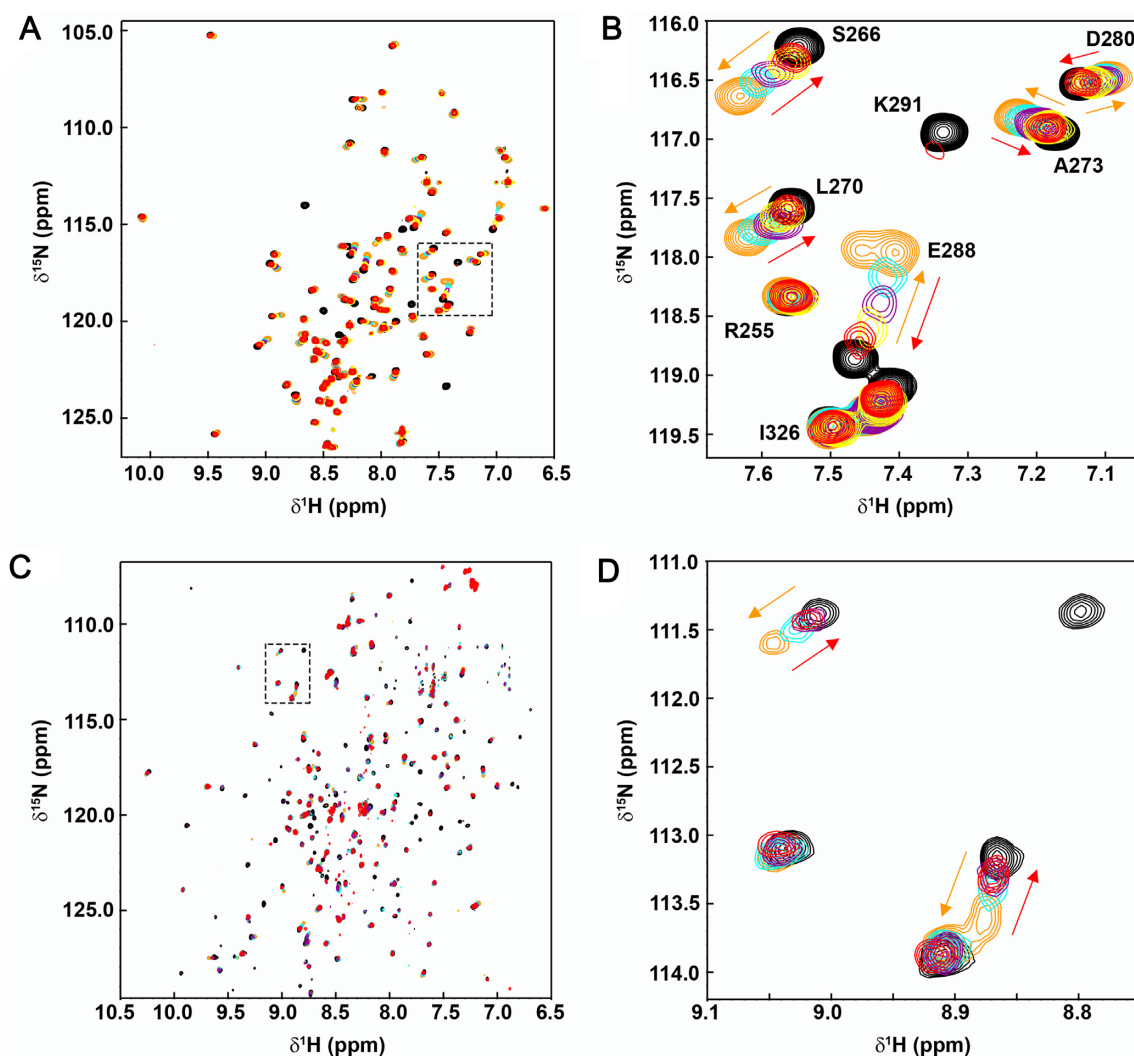 A
105.0
110.0
115.0
120.0
125.0
δ¹⁵N (ppm)
10.0 9.5 9.0 8.5 8.0 7.5 7.0 6.5
δ¹H (ppm)
B
116.0
116.5
117.0
117.5
118.0
118.5
119.0
119.5
δ¹⁵N (ppm)
S266
D280
K291
A273
L270
E288
R255
I326
7.6 7.5 7.4 7.3 7.2 7.1
δ¹H (ppm)
C
110.0
115.0
120.0
125.0
δ¹⁵N (ppm)
10.5 10.0 9.5 9.0 8.5 8.0 7.5 7.0 6.5
δ¹H (ppm)
D
111.0
111.5
112.0
112.5
113.0
113.5
114.0
δ¹⁵N (ppm)
9.1 9.0 8.9 8.8
δ¹H (ppm)